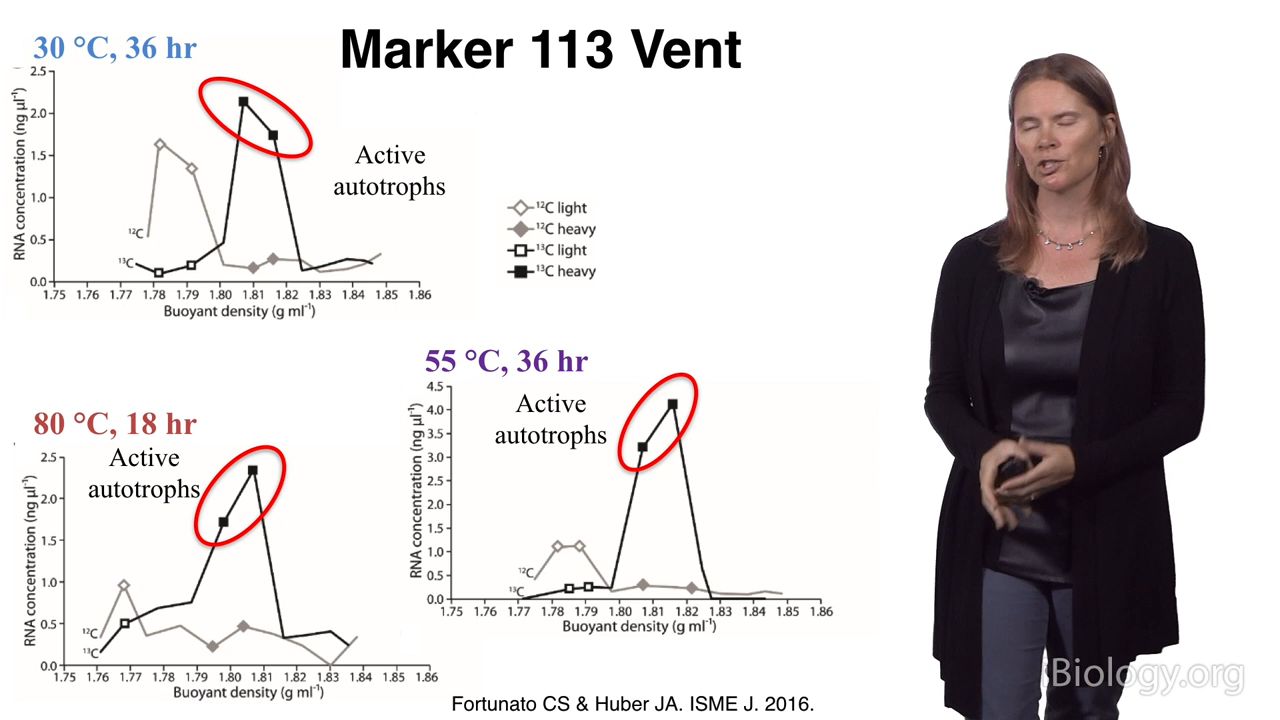 Marker 113 Vent
30 °C, 36 hr
RNA concentration (ng µl⁻¹)
2.5
2.0
1.5
1.0
0.5
0.0
¹²C
¹³C
Active
autotrophs
1.75 1.76 1.77 1.78 1.79 1.80 1.81 1.82 1.83 1.84 1.85 1.86
Buoyant density (g ml⁻¹)
¹²C light
¹²C heavy
¹³C light
¹³C heavy
55 °C, 36 hr
RNA concentration (ng µl⁻¹)
4.5
4.0
3.5
3.0
2.5
2.0
1.5
1.0
0.5
0.0
Active
autotrophs
¹²C
¹³C
1.75 1.76 1.77 1.78 1.79 1.80 1.81 1.82 1.83 1.84 1.85 1.86
Buoyant density (g ml⁻¹)
80 °C, 18 hr
RNA concentration (ng µl⁻¹)
2.5
2.0
1.5
1.0
0.5
0.0
Active
autotrophs
¹²C
¹³C
1.75 1.76 1.77 1.78 1.79 1.80 1.81 1.82 1.83 1.84 1.85 1.86
Buoyant density (g ml⁻¹)
Fortunato CS & Huber JA. ISME J. 2016.
iBiology.org